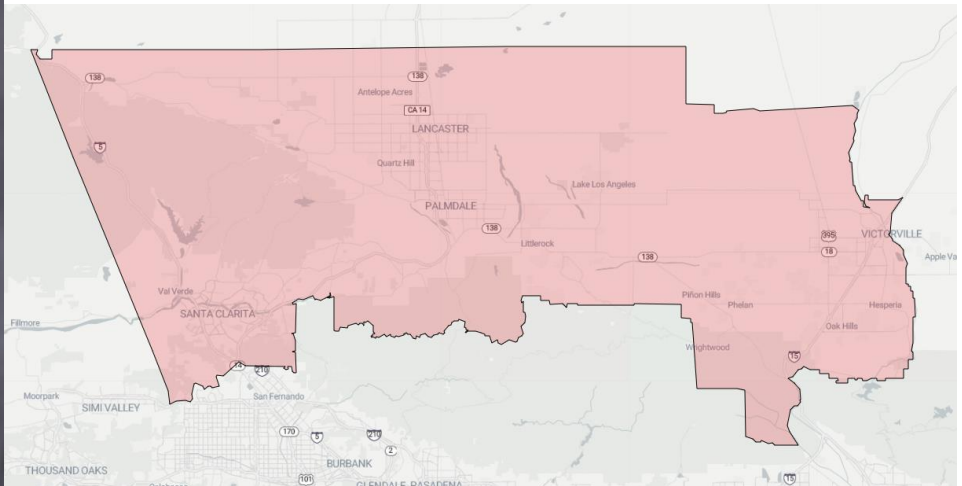 138
138
Antelope Acres
CA 14
LANCASTER
5
Quartz Hill
Lake Los Angeles
PALMDALE
138
395
VICTORVILLE
Littlerock
18
138
Apple Va
Val Verde
Piñon Hills
Phelan
Hesperia
SANTA CLARITA
Fillmore
Oak Hills
Wrightwood
15
14
210
Moorpark
San Fernando
SIMI VALLEY
170
5
210
2
THOUSAND OAKS
BURBANK
101
15
GLENDALE
PASADENA